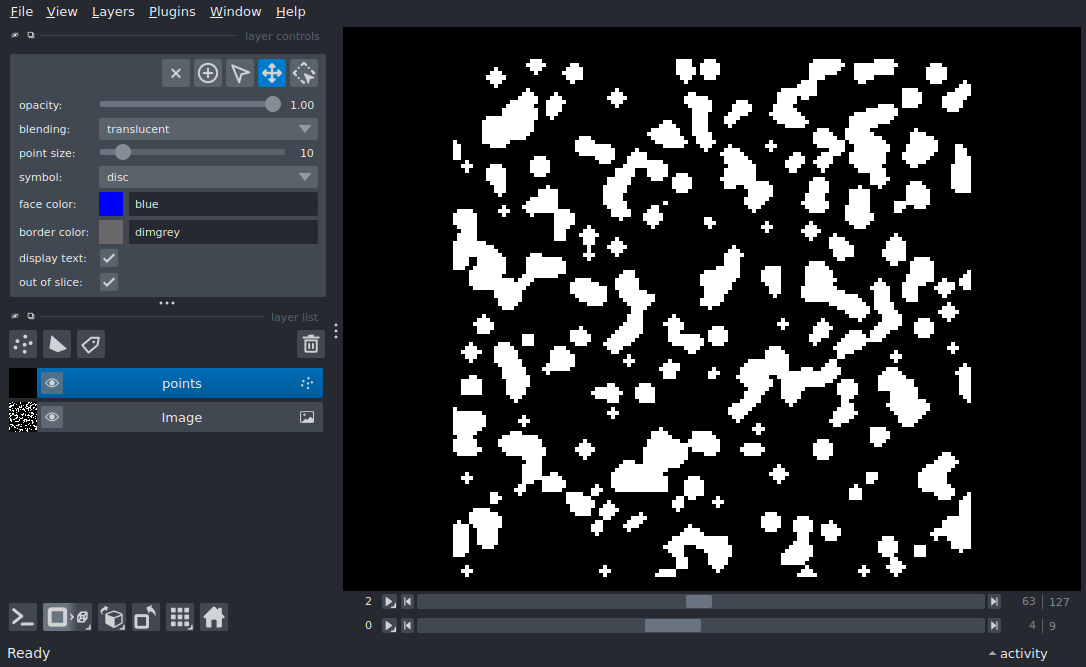 File View Layers Plugins Window Help
layer controls
opacity: 1.00
blending: translucent
point size: 10
symbol: disc
face color: blue
border color: dimgrey
display text:
out of slice:
layer list
points
Image
2 63 | 127
0 4 | 9
Ready activity